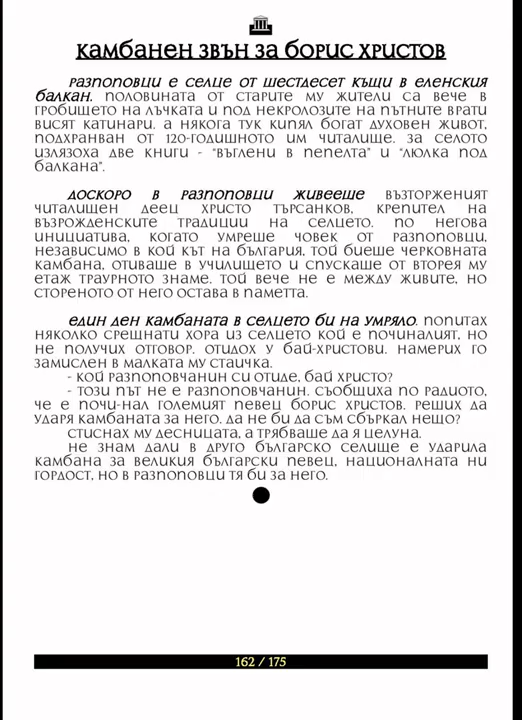 камбанен звън за борис христов
разпоповци е селце от шестдесет къщи в еленския
балкан. половината от старите му жители са вече в
гробището на лъчката и под некролозите на пътните врати
висят катинари. а някога тук кипял богат духовен живот,
подхранван от 120-годишното им читалище. за селото
излязоха две книги - "въглени в пепелта" и "люлка под
балкана".
доскоро в разпоповци живееше възторженият
читалищен деец христо търсанков, крепител на
възрожденските традиции на селцето. по негова
инициатива, когато умреше човек от разпоповци,
независимо в кой кът на българия, той биеше черковната
камбана, отиваше в училището и спускаше от вторея му
етаж траурното знаме. той вече не е между живите, но
стореното от него остава в паметта.
един ден камбаната в селцето би на умряло. попитах
няколко срещнати хора из селцето кой е починалият, но
не получих отговор. отидох у бай-христови. намерих го
замислен в малката му стаичка.
- кой разпоповчанин си отиде, бай христо?
- този път не е разпоповчанин. съобщиха по радиото,
че е почи-нал големият певец борис христов. реших да
ударя камбаната за него. да не би да съм сбъркал нещо?
стиснах му десницата, а трябваше да я целуна.
не знам дали в друго българско селище е ударила
камбана за великия български певец, националната ни
гордост, но в разпоповци тя би за него.
162 / 175